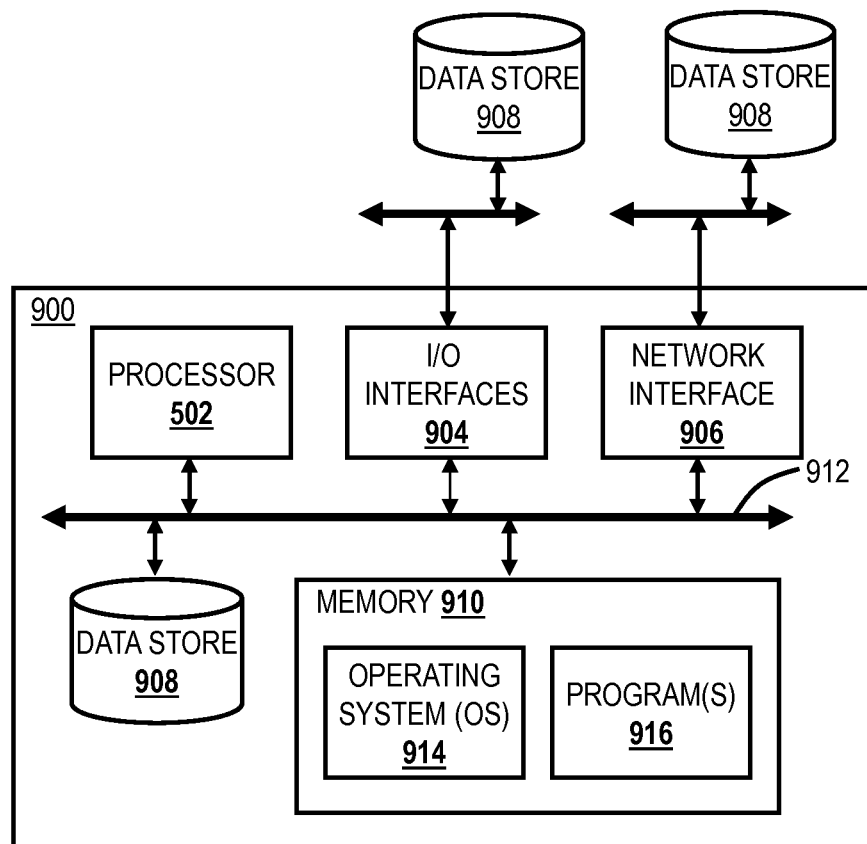 DATA STORE
908
DATA STORE
908
900
PROCESSOR
502
I/O
INTERFACES
904
NETWORK
INTERFACE
906
912
DATA STORE
908
MEMORY 910
OPERATING
SYSTEM (OS)
914
PROGRAM(S)
916